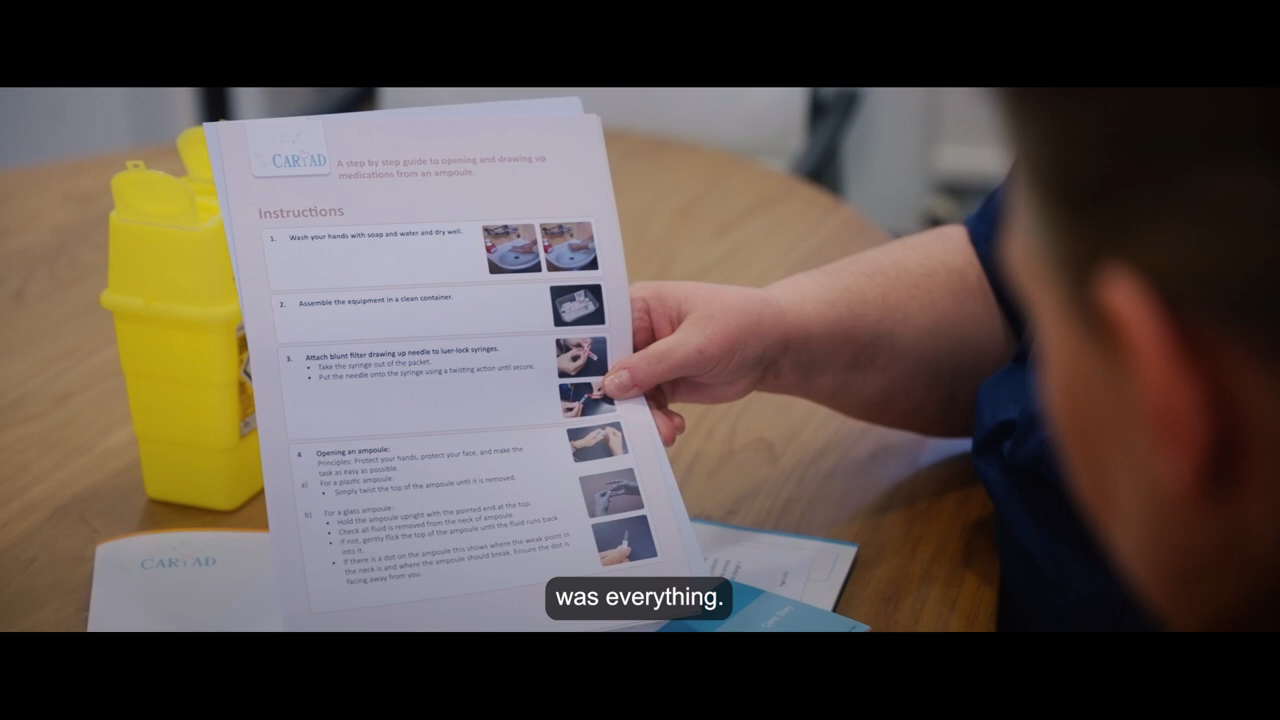 CARIAD
A step by step guide to opening and drawing up
medications from an ampoule.
Instructions
1. Wash your hands with soap and water and dry well.
2. Assemble the equipment in a clean container.
3. Attach blunt filter drawing up needle to luer-lock syringes.
• Take the syringe out of the packet.
• Put the needle onto the syringe using a twisting action until secure.
4 Opening an ampoule:
Principles: Protect your hands, protect your face, and make the
task as easy as possible.
a) For a plastic ampoule:
• Simply twist the top of the ampoule until it is removed.
b) For a glass ampoule:
• Hold the ampoule upright with the pointed end at the top.
• Check all fluid is removed from the neck of ampoule.
• If not, gently flick the top of the ampoule until the fluid runs back
into it.
• If there is a dot on the ampoule this shows where the weak point in
the neck is and where the ampoule should break. Ensure the dot is
facing away from you.
CARIAD
Carer Diary
was everything.